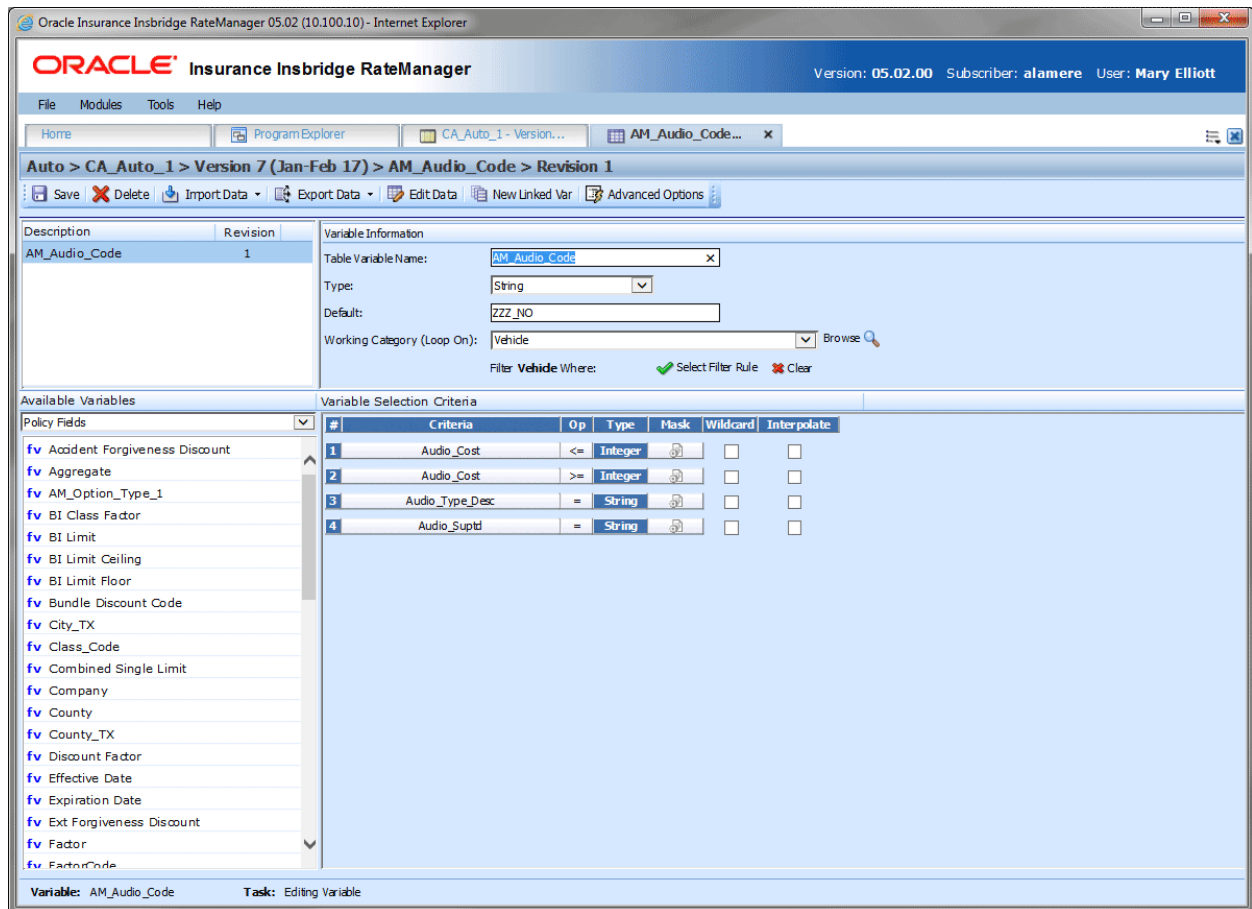 Oracle Insurance Insbridge RateManager 05.02 (10.100.10) - Internet Explorer
ORACLE Insurance Insbridge RateManager
Version: 05.02.00 Subscriber: alamere User: Mary Elliott
File Modules Tools Help
Home Program Explorer CA_Auto_1 - Version... AM_Audio_Code... x
Auto > CA_Auto_1 > Version 7 (Jan-Feb 17) > AM_Audio_Code > Revision 1
Save Delete Import Data Export Data Edit Data New Linked Var Advanced Options
Description Revision
AM_Audio_Code 1
Variable Information
Table Variable Name: AM_Audio_Code
Type: String
Default: ZZZ_NO
Working Category (Loop On): Vehicle Browse
Filter Vehicle Where: Select Filter Rule Clear
Available Variables
Policy Fields
fv Accident Forgiveness Discount
fv Aggregate
fv AM_Option_Type_1
fv BI Class Factor
fv BI Limit
fv BI Limit Ceiling
fv BI Limit Floor
fv Bundle Discount Code
fv City_TX
fv Class_Code
fv Combined Single Limit
fv Company
fv County
fv County_TX
fv Discount Factor
fv Effective Date
fv Expiration Date
fv Ext Forgiveness Discount
fv Factor
fv FactorCode
Variable Selection Criteria
# Criteria Op Type Mask Wildcard Interpolate
1 Audio_Cost <= Integer
2 Audio_Cost >= Integer
3 Audio_Type_Desc = String
4 Audio_Suptd = String
Variable: AM_Audio_Code Task: Editing Variable